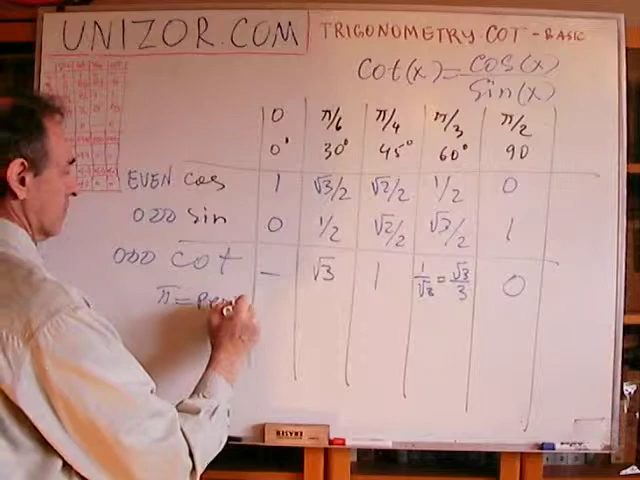 UNIZOR.COM TRIGONOMETRY COT - BASIC
Cot(x)=cos(x)/sin(x)
0 π/6 π/4 π/3 π/2
0° 30° 45° 60° 90
EVEN cos 1 √3/2 √2/2 1/2 0
ODD sin 0 1/2 √2/2 √3/2 1
ODD cot — √3 1 1/√3 = √3/3 0
π = per
ERASER